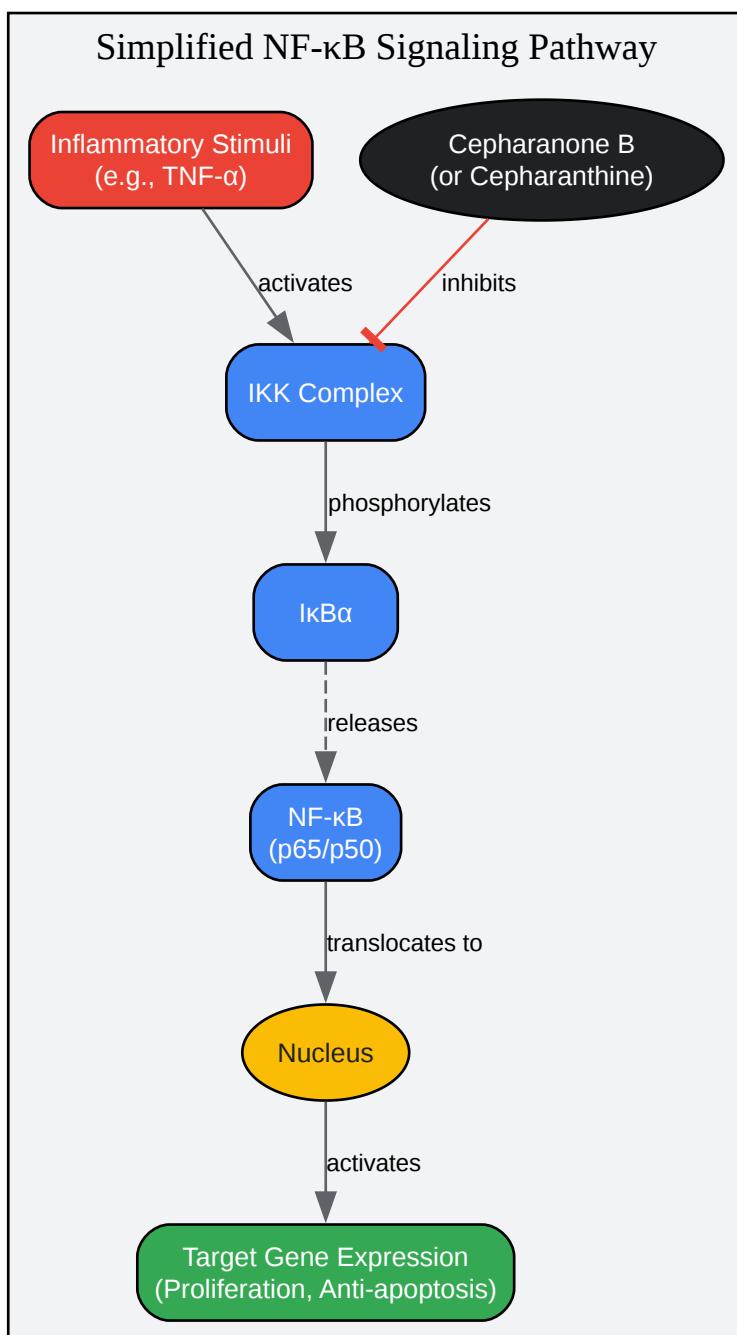 Simplified NF-κB Signaling Pathway
Inflammatory Stimuli
(e.g., TNF-α)
Cepharanone B
(or Cepharanthine)
activates
inhibits
IKK Complex
phosphorylates
IκBα
releases
NF-κB
(p65/p50)
translocates to
Nucleus
activates
Target Gene Expression
(Proliferation, Anti-apoptosis)